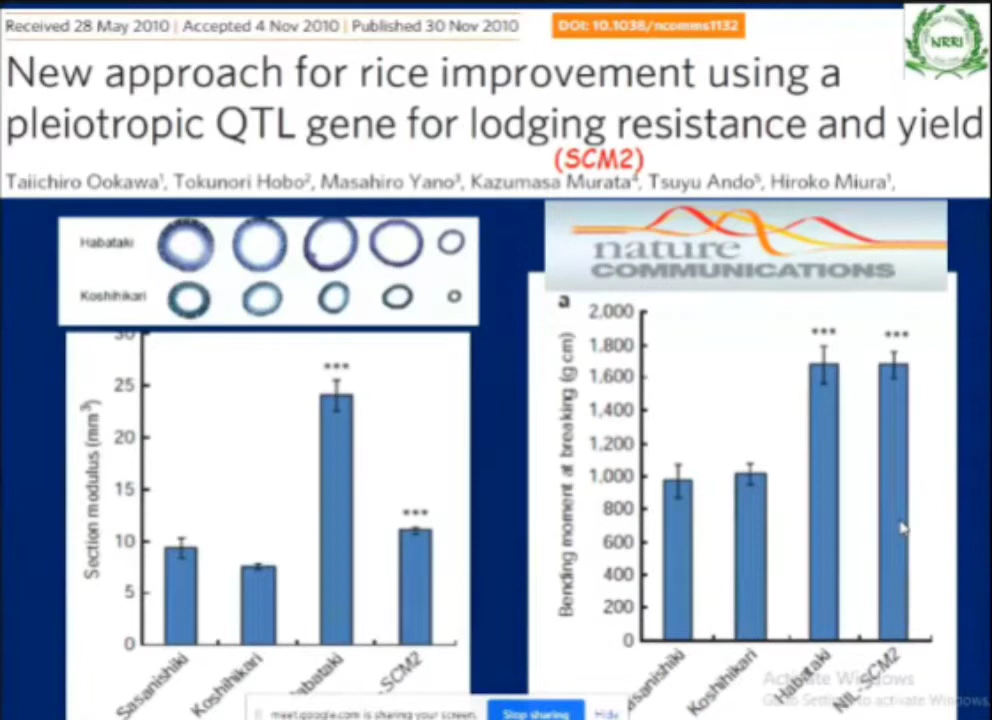 Received 28 May 2010 | Accepted 4 Nov 2010 | Published 30 Nov 2010
DOI: 10.1038/ncomms1132
NRRI
New approach for rice improvement using a
pleiotropic QTL gene for lodging resistance and yield
(SCM2)
Taiichiro Ookawa¹, Tokunori Hobo², Masahiro Yano³, Kazumasa Murata⁴, Tsuyu Ando⁵, Hiroko Miura¹,
Habataki
Koshihikari
nature
COMMUNICATIONS
Section modulus (mm³)
30
25
20
15
10
5
0
***
***
Sasanishiki
Koshihikari
abataki
-SCM2
a
Bending moment at breaking (g cm)
2,000
1,800
1,600
1,400
1,200
1,000
800
600
400
200
0
***
***
asanishiki
Koshihikari
Habataki
NIL-SCM2
Activate Windows
Go to Settings to activate Windows.
meet.google.com is sharing your screen.
Stop sharing
Hide